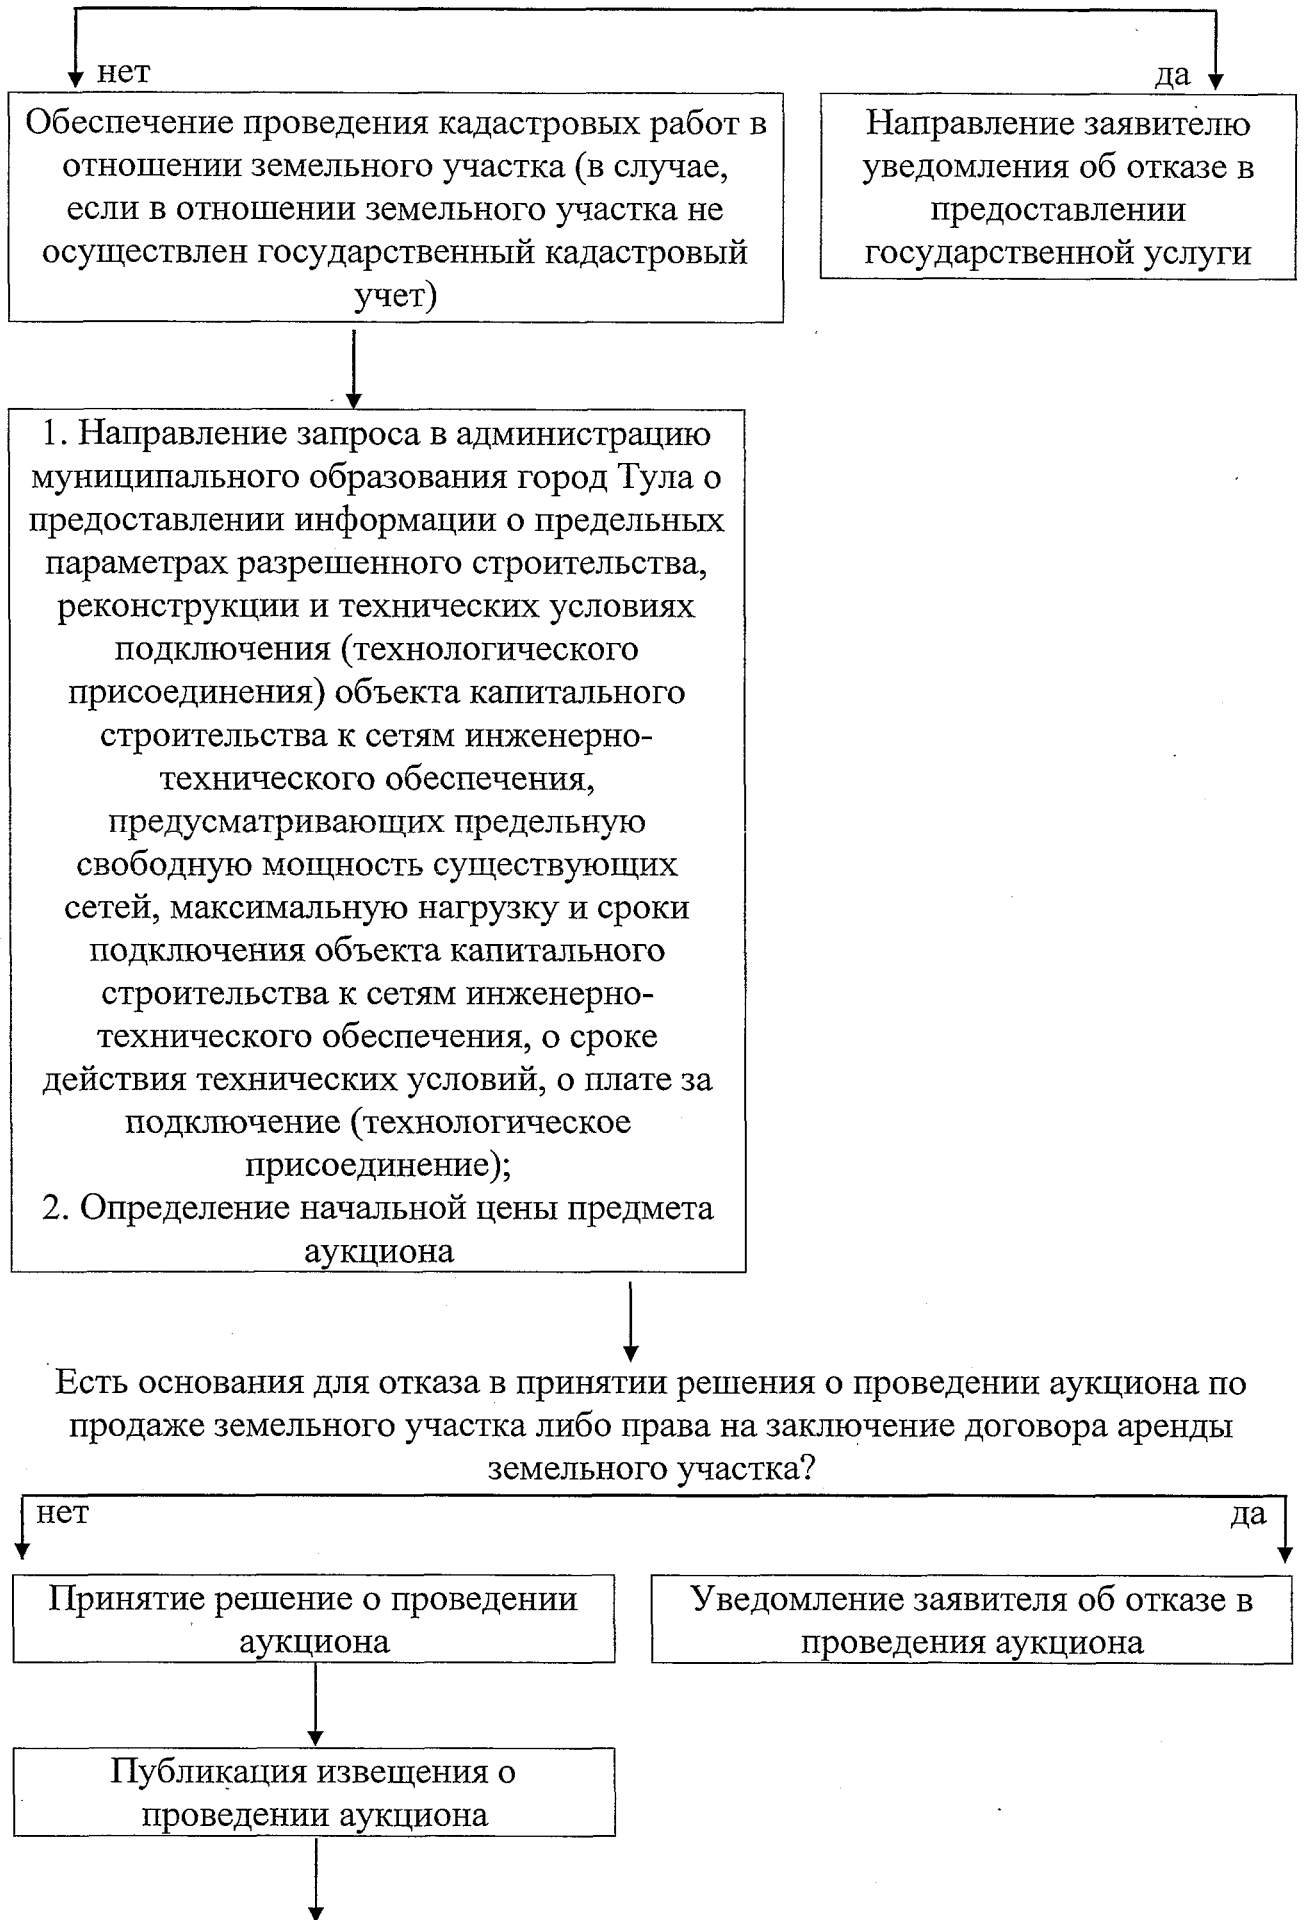 нет
да
Обеспечение проведения кадастровых работ в
отношении земельного участка (в случае,
если в отношении земельного участка не
осуществлен государственный кадастровый
учет)
Направление заявителю
уведомления об отказе в
предоставлении
государственной услуги
1. Направление запроса в администрацию
муниципального образования город Тула о
предоставлении информации о предельных
параметрах разрешенного строительства,
реконструкции и технических условиях
подключения (технологического
присоединения) объекта капитального
строительства к сетям инженерно-
технического обеспечения,
предусматривающих предельную
свободную мощность существующих
сетей, максимальную нагрузку и сроки
подключения объекта капитального
строительства к сетям инженерно-
технического обеспечения, о сроке
действия технических условий, о плате за
подключение (технологическое
присоединение);
2. Определение начальной цены предмета
аукциона
Есть основания для отказа в принятии решения о проведении аукциона по
продаже земельного участка либо права на заключение договора аренды
земельного участка?
нет
да
Принятие решение о проведении
аукциона
Уведомление заявителя об отказе в
проведения аукциона
Публикация извещения о
проведении аукциона